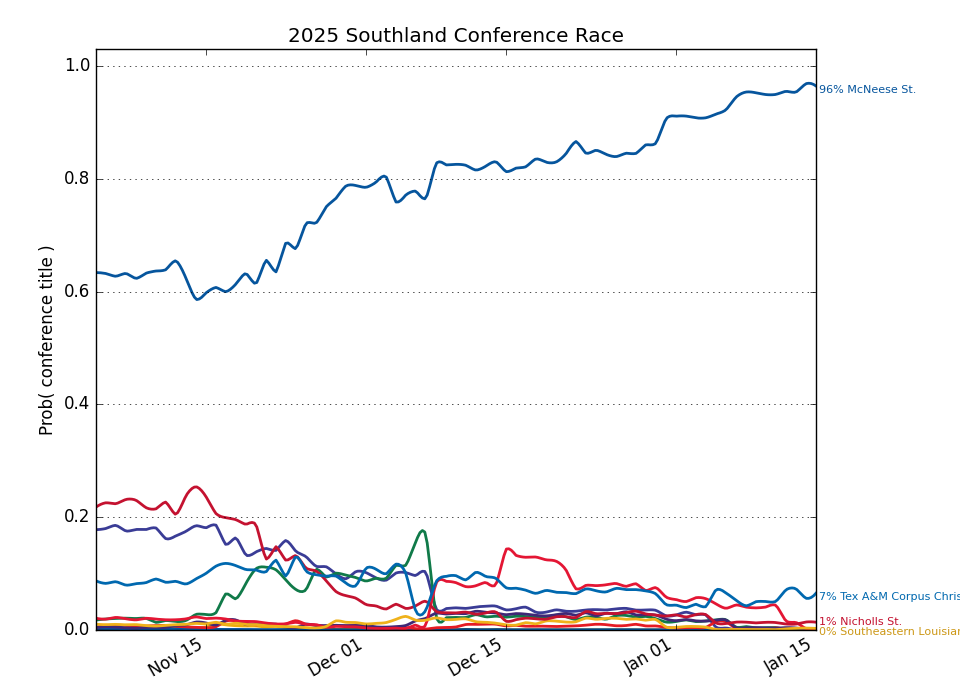 2025 Southland Conference Race
Prob( conference title )
1.0
0.8
0.6
0.4
0.2
0.0
Nov 15
Dec 01
Dec 15
Jan 01
Jan 15
96% McNeese St.
7% Tex A&M Corpus Chris
1% Nicholls St.
0% Southeastern Louisian